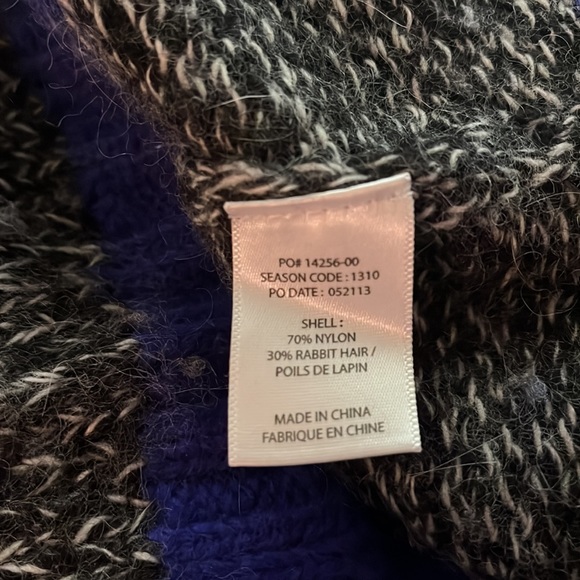 PO# 14256-00
SEASON CODE : 1310
PO DATE : 052113
SHELL :
70% NYLON
30% RABBIT HAIR /
POILS DE LAPIN
MADE IN CHINA
FABRIQUE EN CHINE